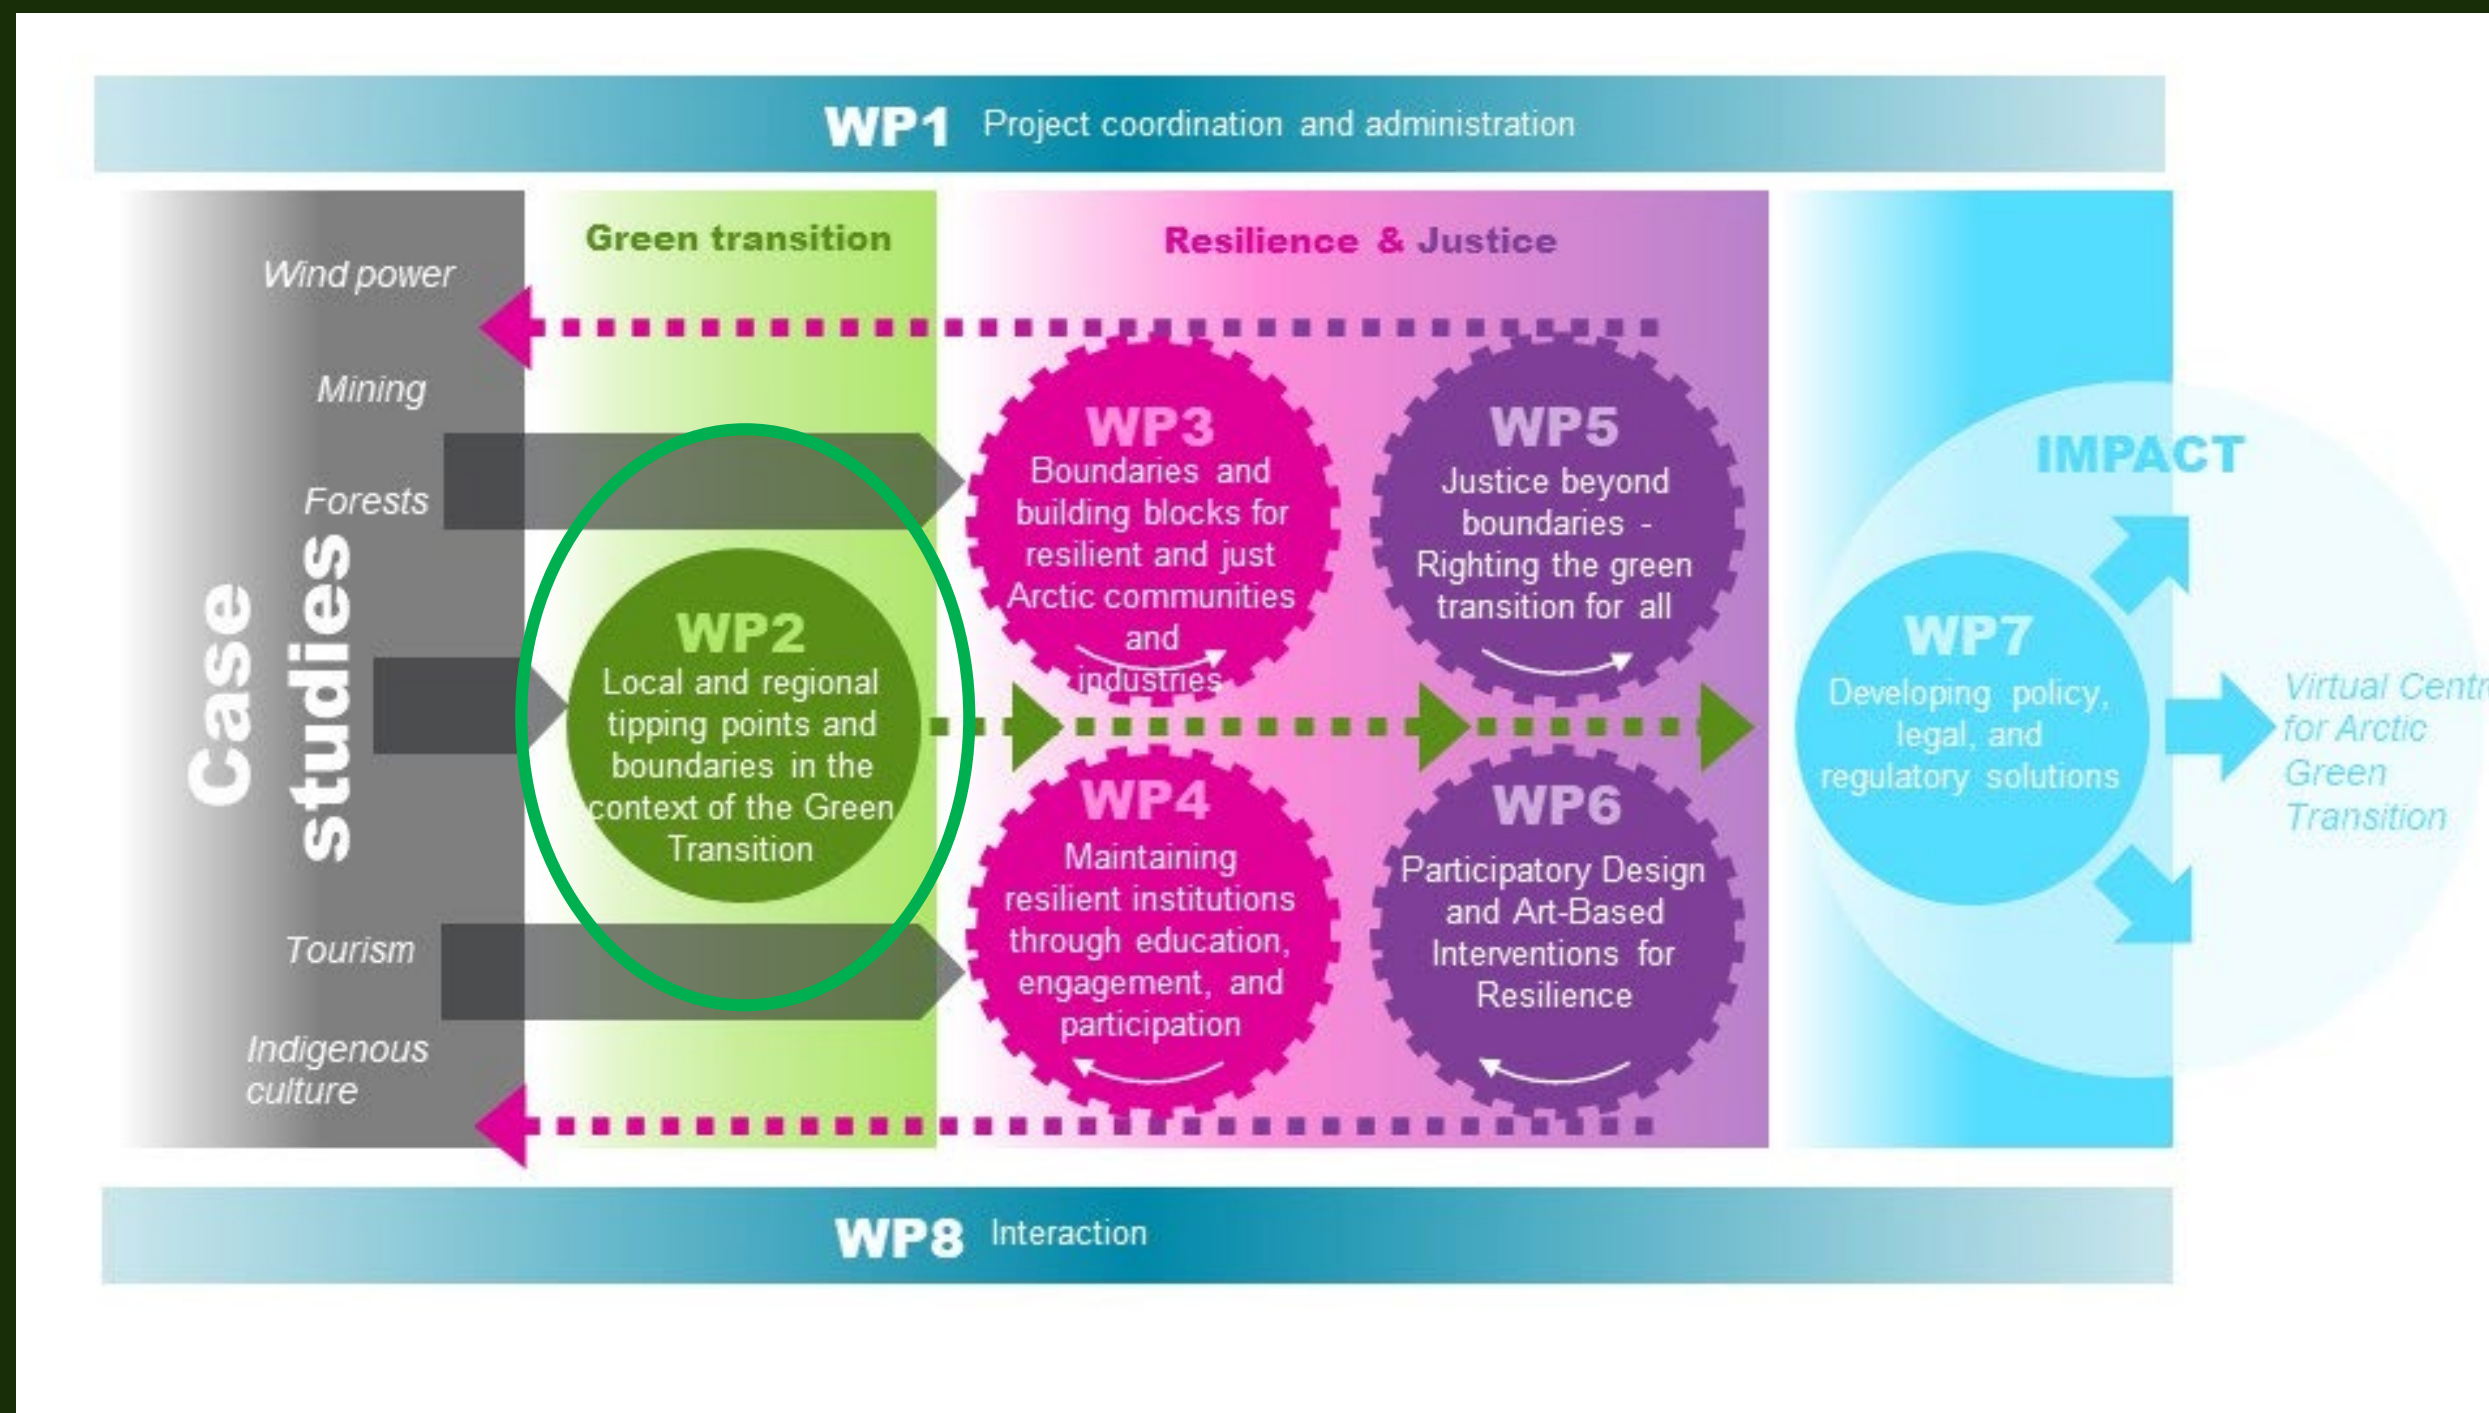 WP1 Project coordination and administration
Green transition
Resilience & Justice
Case
studies
Wind power
Mining
Forests
Tourism
Indigenous
culture
WP2
Local and regional
tipping points and
boundaries in the
context of the Green
Transition
WP3
Boundaries and
building blocks for
resilient and just
Arctic communities
and
industries
WP4
Maintaining
resilient institutions
through education,
engagement, and
participation
WP5
Justice beyond
boundaries -
Righting the green
transition for all
WP6
Participatory Design
and Art-Based
Interventions for
Resilience
WP7
Developing policy,
legal, and
regulatory solutions
IMPACT
Virtual Centr
for Arctic
Green
Transition
WP8 Interaction